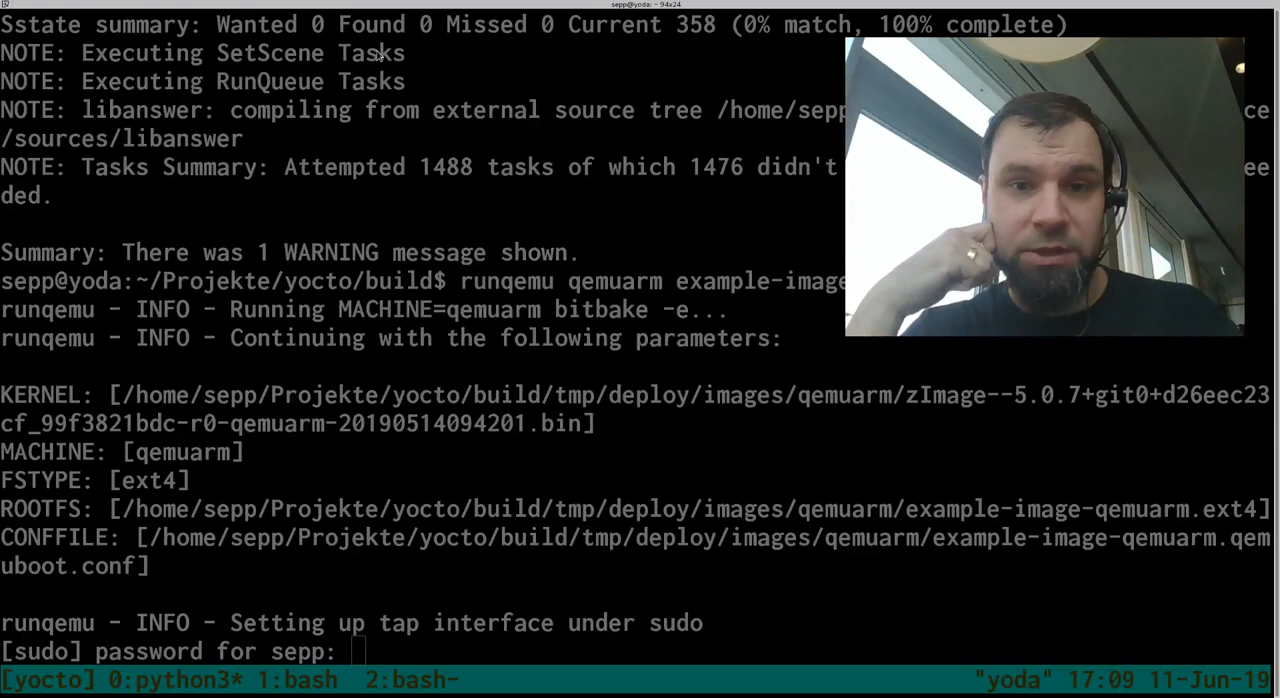 sepp@yoda: ~ 94x24
Sstate summary: Wanted 0 Found 0 Missed 0 Current 358 (0% match, 100% complete)
NOTE: Executing SetScene Tasks
NOTE: Executing RunQueue Tasks
NOTE: libanswer: compiling from external source tree /home/sepp ce
/sources/libanswer
NOTE: Tasks Summary: Attempted 1488 tasks of which 1476 didn't ee
ded.
Summary: There was 1 WARNING message shown.
sepp@yoda:~/Projekte/yocto/build$ runqemu qemuarm example-image
runqemu - INFO - Running MACHINE=qemuarm bitbake -e...
runqemu - INFO - Continuing with the following parameters:
KERNEL: [/home/sepp/Projekte/yocto/build/tmp/deploy/images/qemuarm/zImage--5.0.7+git0+d26eec23
cf_99f3821bdc-r0-qemuarm-20190514094201.bin]
MACHINE: [qemuarm]
FSTYPE: [ext4]
ROOTFS: [/home/sepp/Projekte/yocto/build/tmp/deploy/images/qemuarm/example-image-qemuarm.ext4]
CONFFILE: [/home/sepp/Projekte/yocto/build/tmp/deploy/images/qemuarm/example-image-qemuarm.qem
uboot.conf]
runqemu - INFO - Setting up tap interface under sudo
[sudo] password for sepp:
[yocto] 0:python3* 1:bash  2:bash- "yoda" 17:09 11-Jun-19